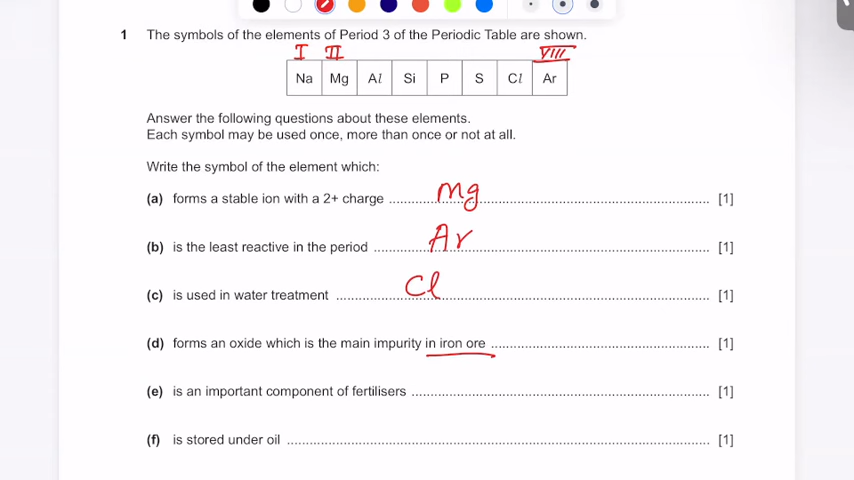 1 The symbols of the elements of Period 3 of the Periodic Table are shown.
I II VIII
Na Mg Al Si P S Cl Ar
Answer the following questions about these elements.
Each symbol may be used once, more than once or not at all.
Write the symbol of the element which:
(a) forms a stable ion with a 2+ charge Mg [1]
(b) is the least reactive in the period Ar [1]
(c) is used in water treatment Cl [1]
(d) forms an oxide which is the main impurity in iron ore [1]
(e) is an important component of fertilisers [1]
(f) is stored under oil [1]